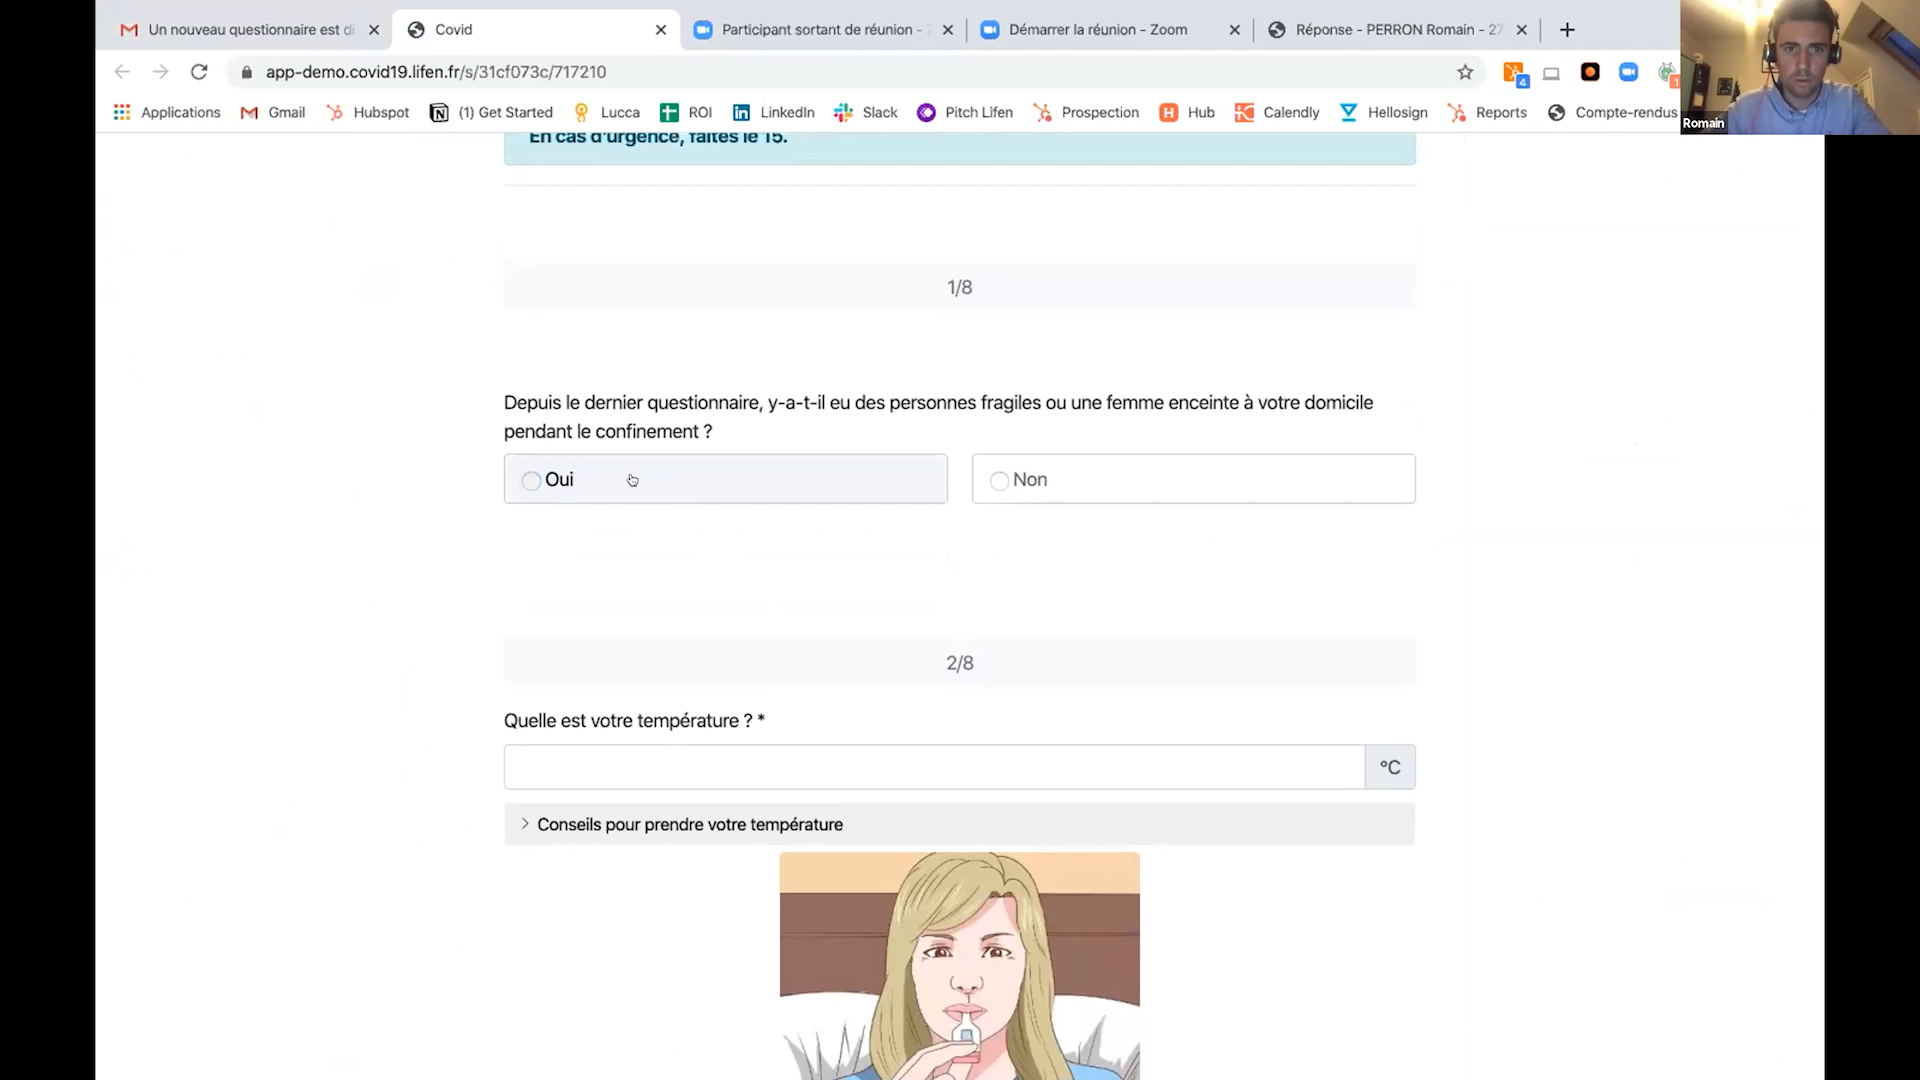 Un nouveau questionnaire est di
Covid
Participant sortant de réunion -
Démarrer la réunion - Zoom
Réponse - PERRON Romain - 27
app-demo.covid19.lifen.fr/s/31cf073c/717210
4
1
Applications
Gmail
Hubspot
(1) Get Started
Lucca
ROI
LinkedIn
Slack
Pitch Lifen
Prospection
Hub
Calendly
Hellosign
Reports
Compte-rendus
Romain
En cas d'urgence, faites le 15.
1/8
Depuis le dernier questionnaire, y-a-t-il eu des personnes fragiles ou une femme enceinte à votre domicile
pendant le confinement ?
Oui
Non
2/8
Quelle est votre température ? *
°C
Conseils pour prendre votre température